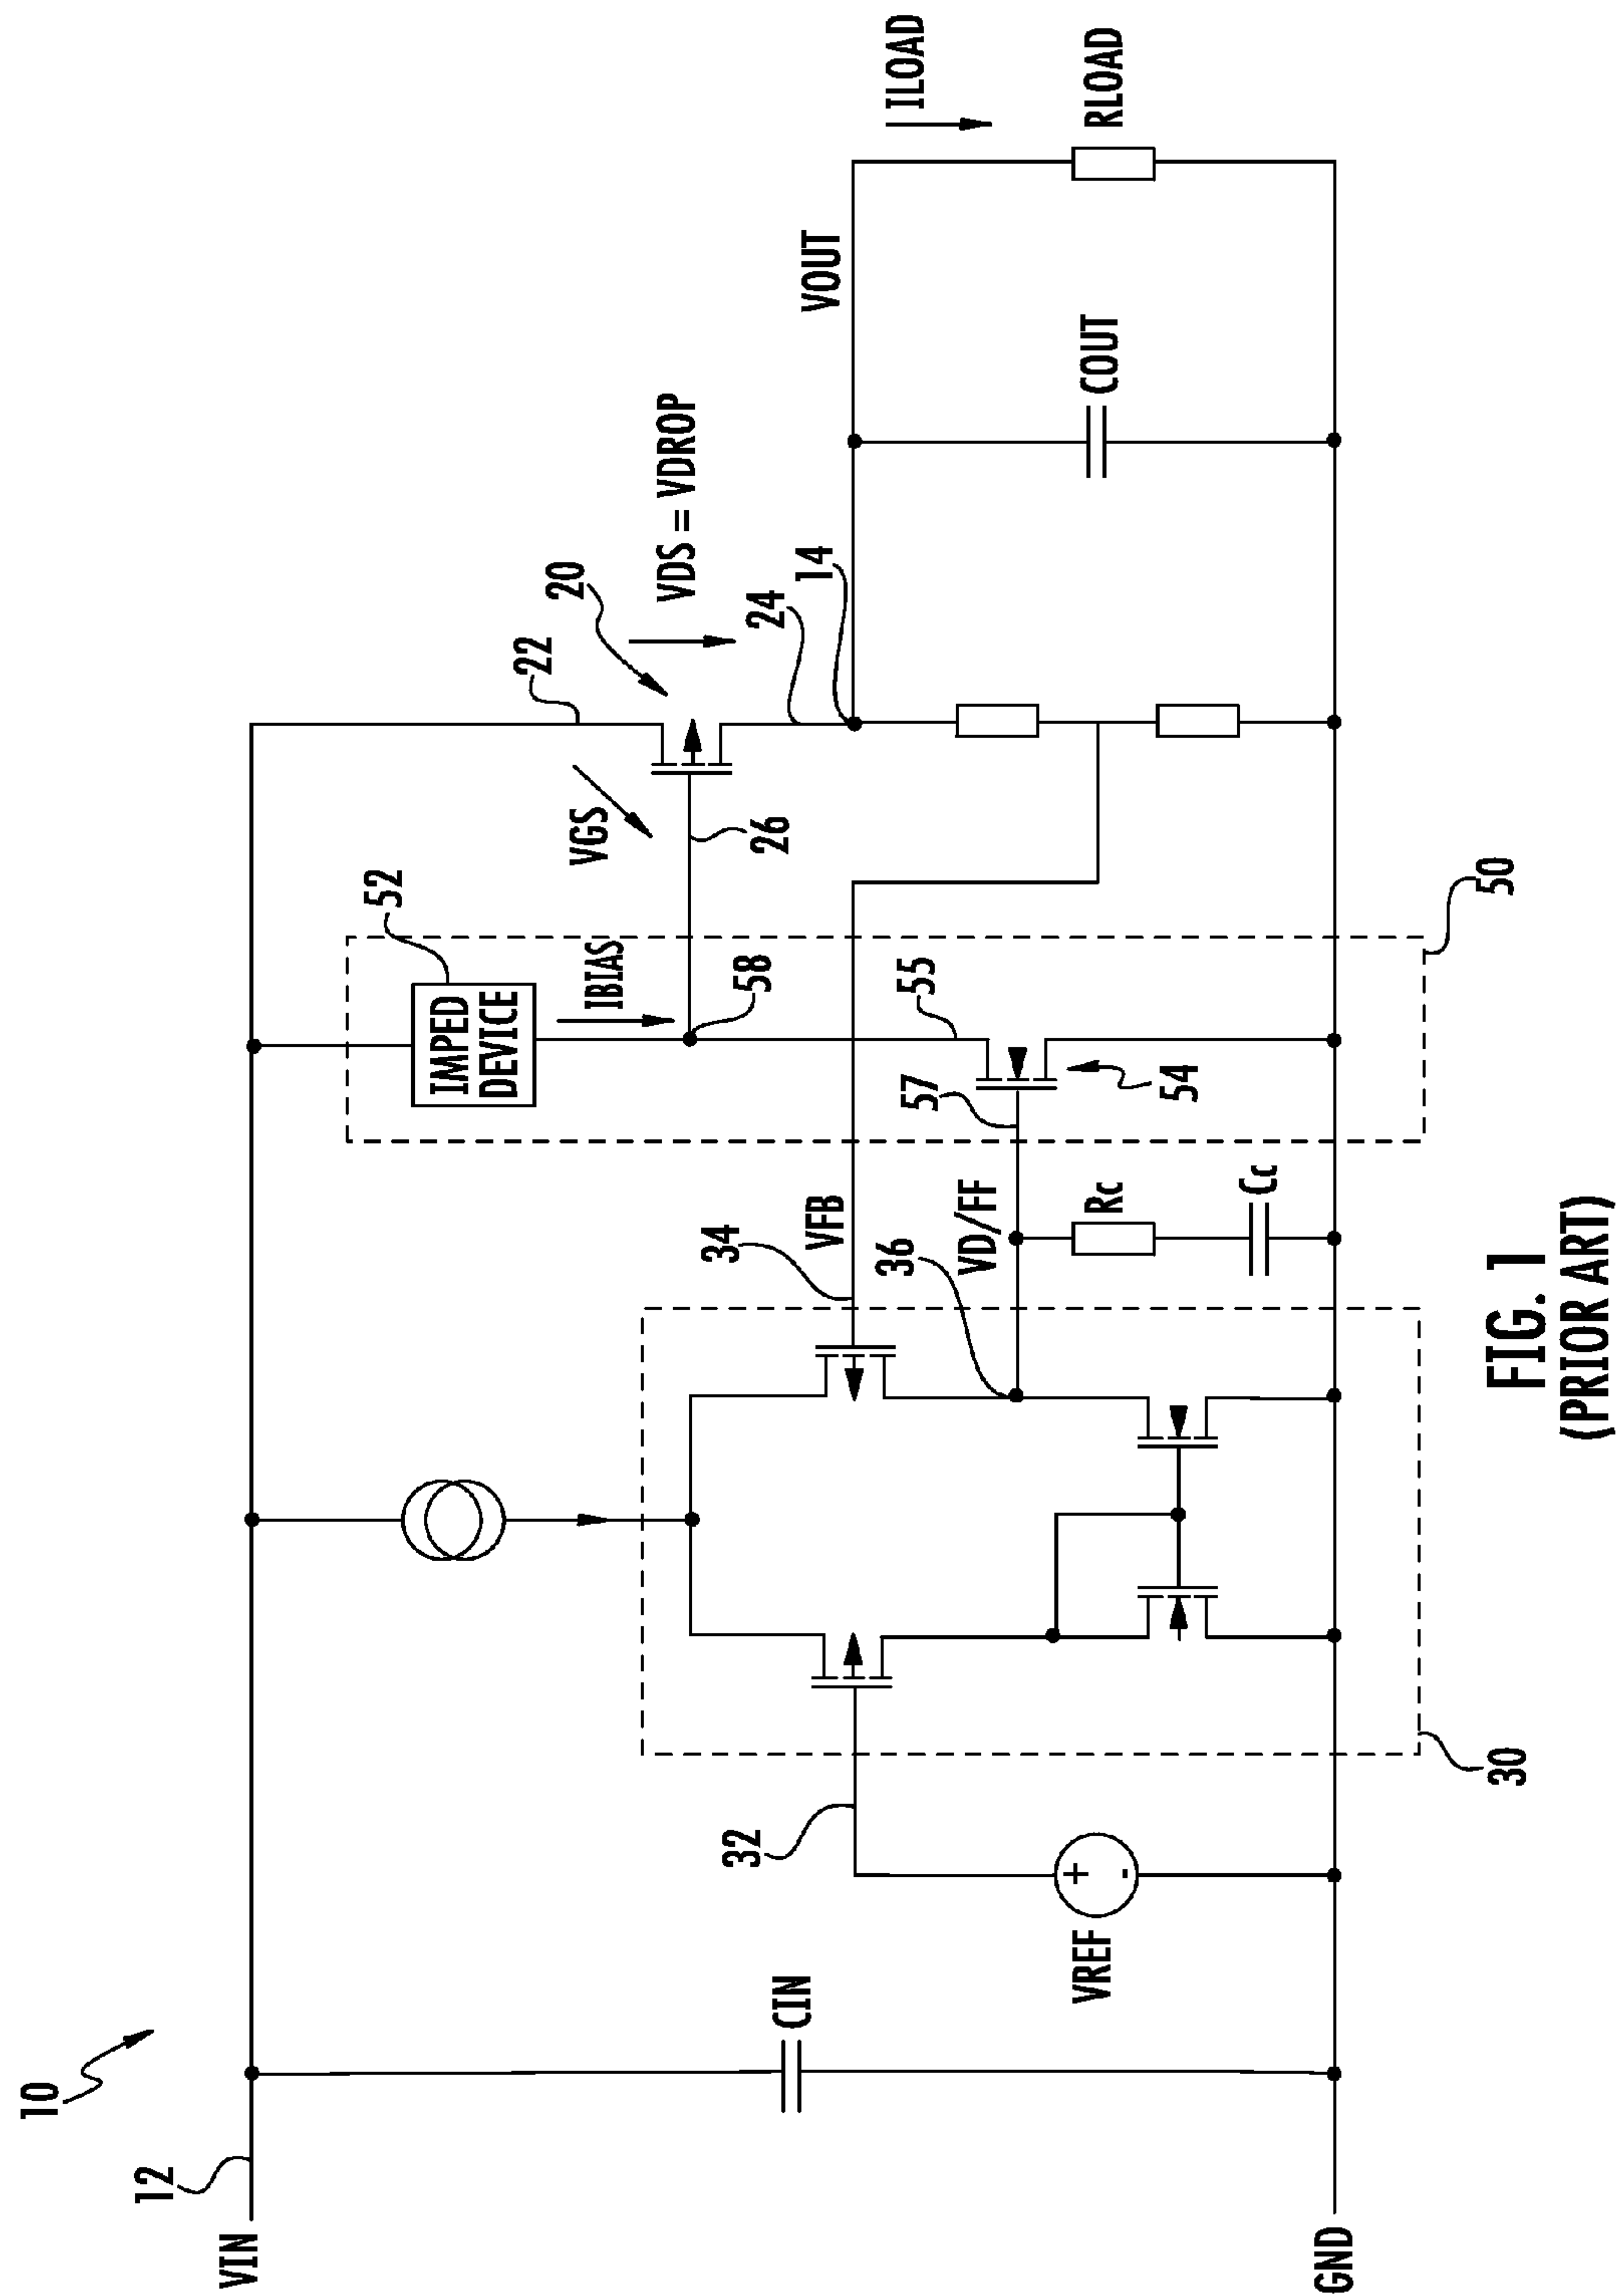 10
12
VIN
CIN
VREF
32
30
34
VFB
36
VD/FF
Rc
Cc
57
54
55
58
52
IMPED
DEVICE
IBIAS
50
VGS
26
22
20
VDS = VDROP
24
14
VOUT
COUT
ILOAD
RLOAD
+
-
GND
FIG. 1
(PRIOR ART)